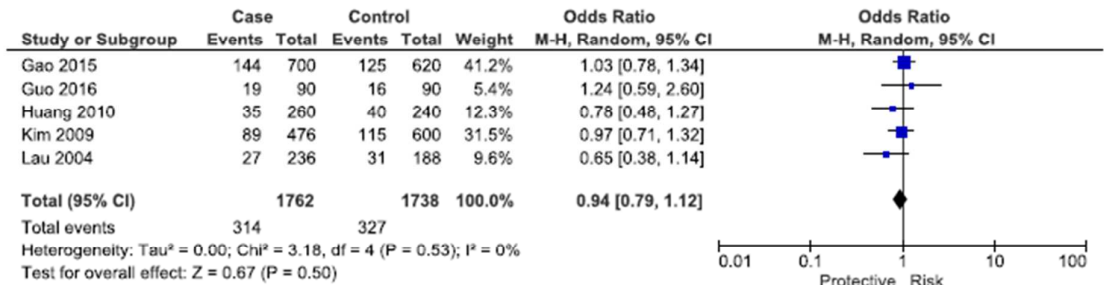 Case Control Odds Ratio Odds Ratio
Study or Subgroup Events Total Events Total Weight M-H, Random, 95% CI M-H, Random, 95% CI
Gao 2015 144 700 125 620 41.2% 1.03 [0.78, 1.34]
Guo 2016 19 90 16 90 5.4% 1.24 [0.59, 2.60]
Huang 2010 35 260 40 240 12.3% 0.78 [0.48, 1.27]
Kim 2009 89 476 115 600 31.5% 0.97 [0.71, 1.32]
Lau 2004 27 236 31 188 9.6% 0.65 [0.38, 1.14]
Total (95% CI) 1762 1738 100.0% 0.94 [0.79, 1.12]
Total events 314 327
Heterogeneity: Tau² = 0.00; Chi² = 3.18, df = 4 (P = 0.53); I² = 0%
Test for overall effect: Z = 0.67 (P = 0.50)
0.01 0.1 1 10 100
Protective Risk